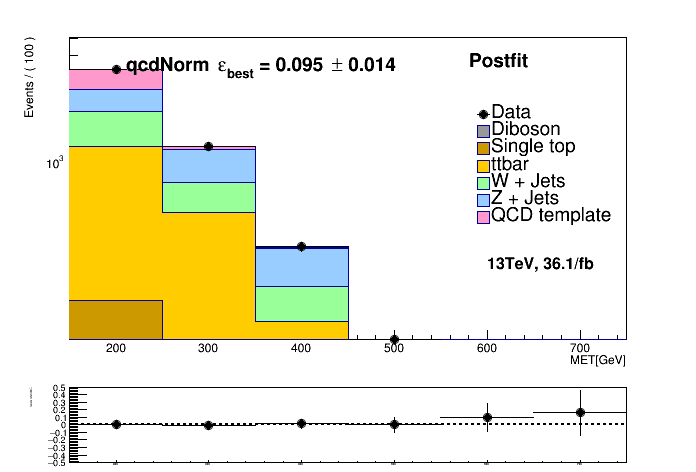 qcdNorm ε_best = 0.095 ± 0.014
Postfit
Events / ( 100 )
10³
Data
Diboson
Single top
ttbar
W + Jets
Z + Jets
QCD template
13TeV, 36.1/fb
200 300 400 500 600 700
MET[GeV]
0.5
0.4
0.3
0.2
0.1
0
−0.1
−0.2
−0.3
−0.4
−0.5